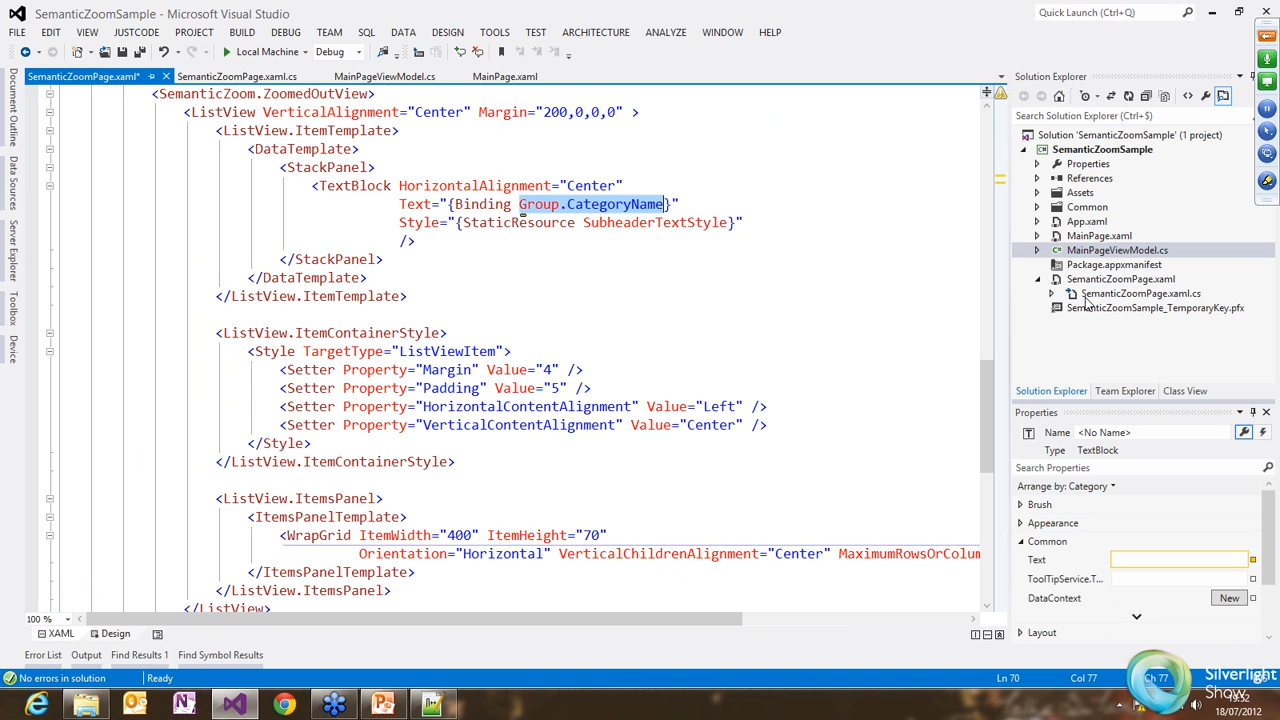 SemanticZoomSample - Microsoft Visual Studio
Quick Launch (Ctrl+Q)
FILE EDIT VIEW JUSTCODE PROJECT BUILD DEBUG TEAM SQL DATA DESIGN TOOLS TEST ARCHITECTURE ANALYZE WINDOW HELP
Local Machine Debug
SemanticZoomPage.xaml* SemanticZoomPage.xaml.cs MainPageViewModel.cs MainPage.xaml
Document Outline
Data Sources
Server Explorer
Toolbox
Device
<SemanticZoom.ZoomedOutView>
<ListView VerticalAlignment="Center" Margin="200,0,0,0" >
<ListView.ItemTemplate>
<DataTemplate>
<StackPanel>
<TextBlock HorizontalAlignment="Center"
Text="{Binding Group.CategoryName}"
Style="{StaticResource SubheaderTextStyle}"
/>
</StackPanel>
</DataTemplate>
</ListView.ItemTemplate>
<ListView.ItemContainerStyle>
<Style TargetType="ListViewItem">
<Setter Property="Margin" Value="4" />
<Setter Property="Padding" Value="5" />
<Setter Property="HorizontalContentAlignment" Value="Left" />
<Setter Property="VerticalContentAlignment" Value="Center" />
</Style>
</ListView.ItemContainerStyle>
<ListView.ItemsPanel>
<ItemsPanelTemplate>
<WrapGrid ItemWidth="400" ItemHeight="70"
Orientation="Horizontal" VerticalChildrenAlignment="Center" MaximumRowsOrColum
</ItemsPanelTemplate>
</ListView.ItemsPanel>
</ListView>
100 %
XAML Design
Error List Output Find Results 1 Find Symbol Results
No errors in solution Ready Ln 70 Col 77 Ch 77
Solution Explorer
Search Solution Explorer (Ctrl+$)
Solution 'SemanticZoomSample' (1 project)
SemanticZoomSample
Properties
References
Assets
Common
App.xaml
MainPage.xaml
MainPageViewModel.cs
Package.appxmanifest
SemanticZoomPage.xaml
SemanticZoomPage.xaml.cs
SemanticZoomSample_TemporaryKey.pfx
Solution Explorer Team Explorer Class View
Properties
Name <No Name>
Type TextBlock
Search Properties
Arrange by: Category
Brush
Appearance
Common
Text
ToolTipService.T...
DataContext New
Layout
Silverlight
Show
19:52
18/07/2012